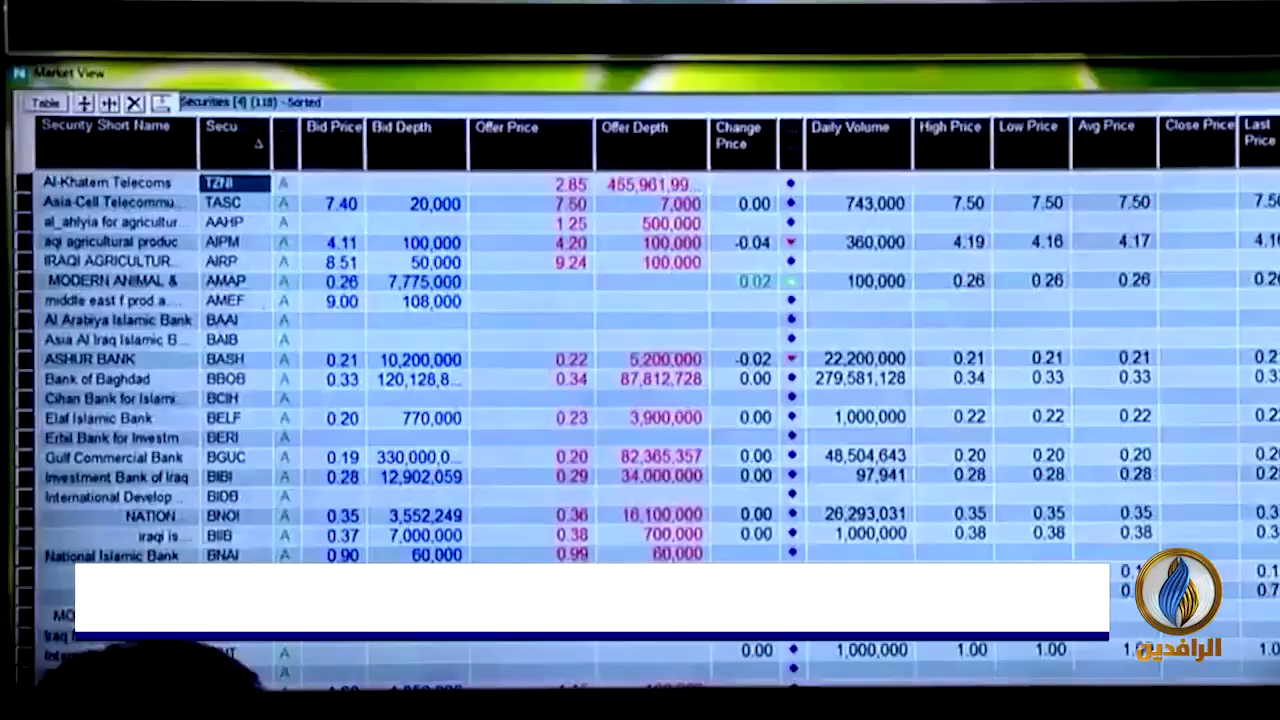 Market View
Table Securities [4] (118) - Sorted
Security Short Name Secu... Bid Price Bid Depth Offer Price Offer Depth Change Price Daily Volume High Price Low Price Avg Price Close Price Last Price
Al-Khatem Telecoms TZNI A 2.85 455,961,99...
Asia Cell Telecommu... TASC A 7.40 20,000 7.50 7,000 0.00 743,000 7.50 7.50 7.50
al_ahlyia for agricultur... AAHP A 1.25 500,000
aqi agricultural produc AIPM A 4.11 100,000 4.20 100,000 -0.04 360,000 4.19 4.16 4.17
IRAQI AGRICULTUR... AIRP A 8.51 50,000 9.24 100,000
MODERN ANIMAL & AMAP A 0.26 7,775,000 0.02 100,000 0.26 0.26 0.26
middle east f prod a... AMEF A 9.00 108,000
Al Arabiya Islamic Bank BAAI A
Asia Al Iraq Islamic B... BAIB A
ASHUR BANK BASH A 0.21 10,200,000 0.22 5,200,000 -0.02 22,200,000 0.21 0.21 0.21
Bank of Baghdad BBOB A 0.33 120,128,8... 0.34 87,812,728 0.00 279,581,128 0.34 0.33 0.33
Cihan Bank for Islami... BCIH A
Elaf Islamic Bank BELF A 0.20 770,000 0.23 3,900,000 0.00 1,000,000 0.22 0.22 0.22
Erbil Bank for Investm BERI A
Gulf Commercial Bank BGUC A 0.19 330,000,0... 0.20 82,365,357 0.00 48,504,643 0.20 0.20 0.20
Investment Bank of Iraq BIBI A 0.28 12,902,059 0.29 34,000,000 0.00 97,941 0.28 0.28 0.28
International Develop... BIDB A
NATION... BNOI A 0.35 3,552,249 0.36 16,100,000 0.00 26,293,031 0.35 0.35 0.35
iraqi is... BIIB A 0.37 7,000,000 0.38 700,000 0.00 1,000,000 0.38 0.38 0.38
National Islamic Bank BNAI A 0.90 60,000 0.99 60,000
0.00 1,000,000 1.00 1.00
A
الرافدين